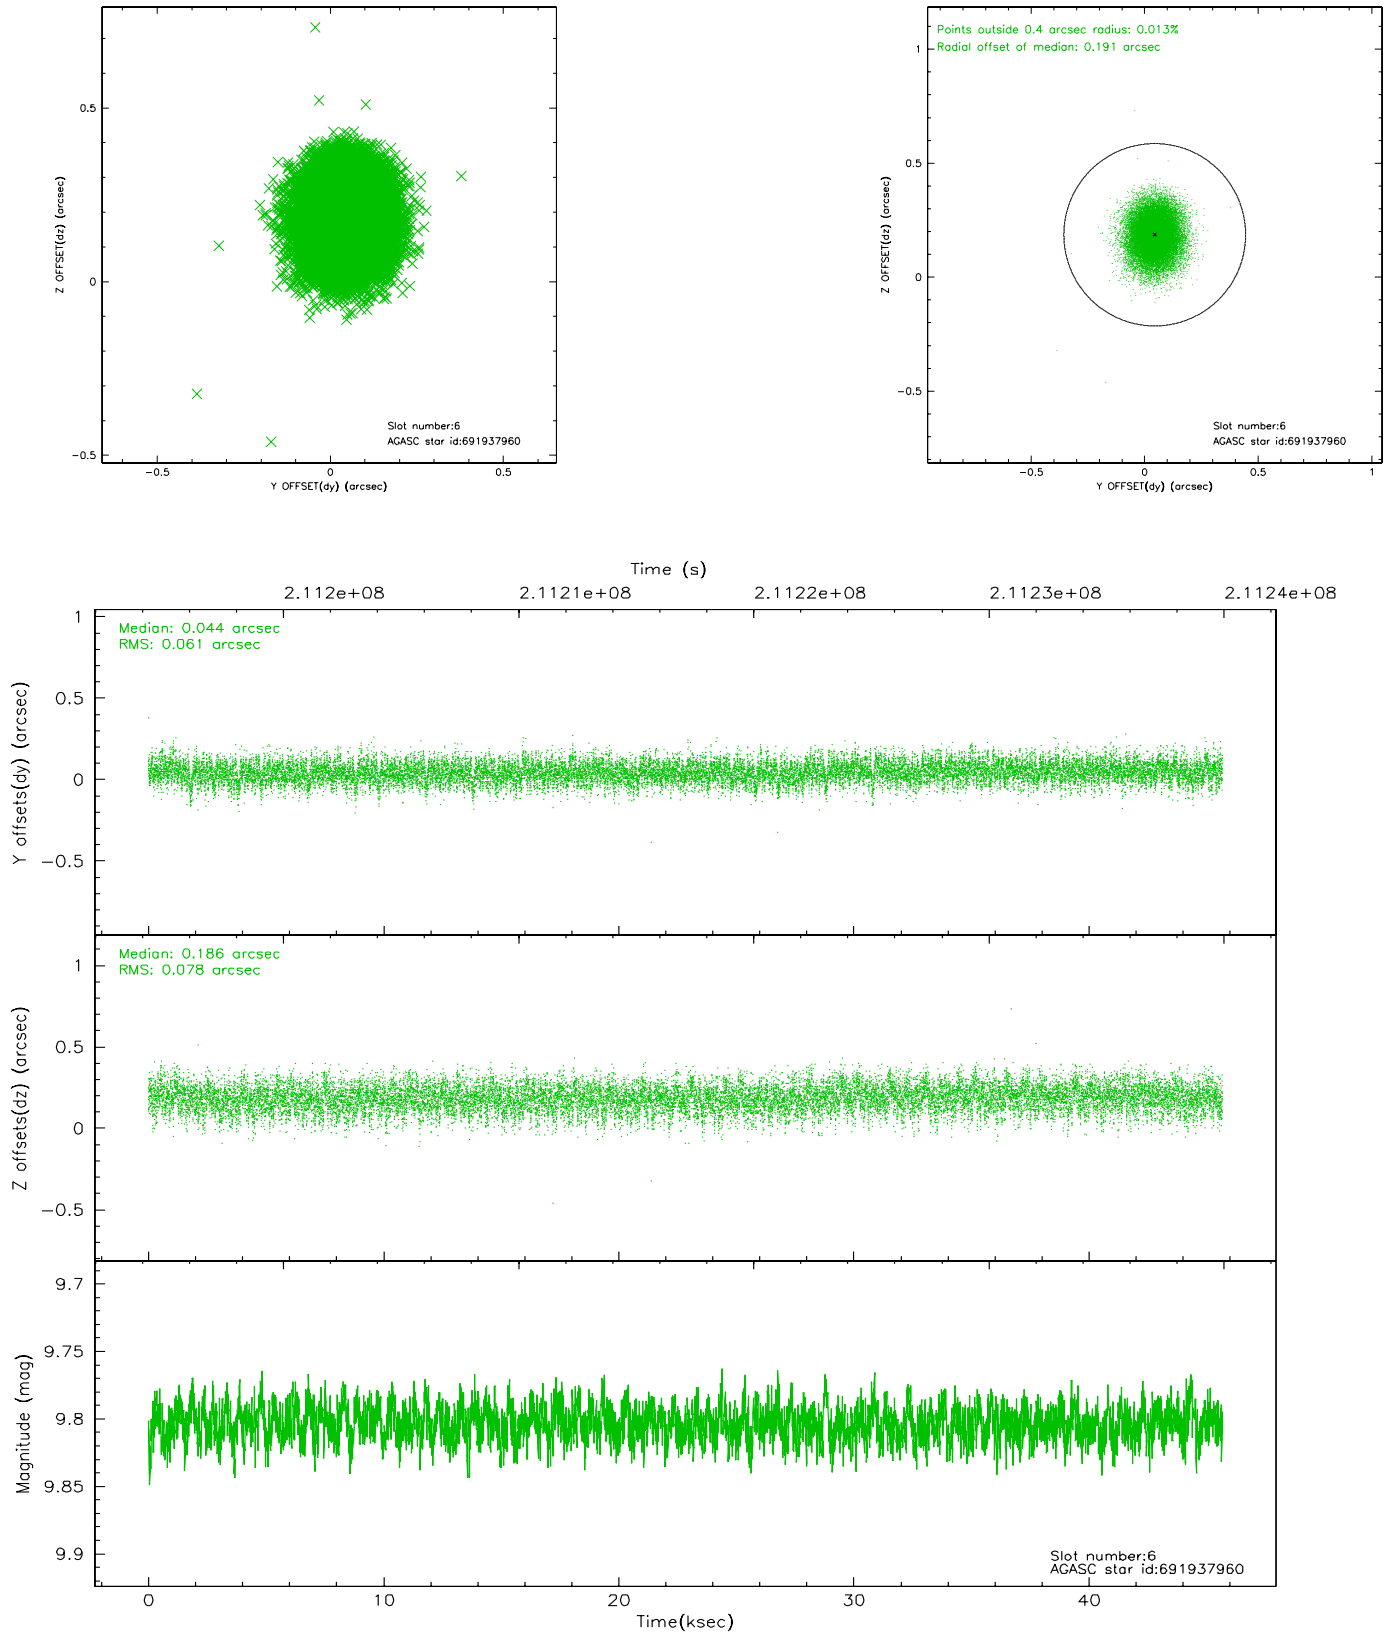 0.5
0
−0.5
Z OFFSET(dz) (arcsec)
−0.5
0
0.5
Y OFFSET(dy) (arcsec)
Slot number:6
AGASC star id:691937960
Points outside 0.4 arcsec radius: 0.013%
Radial offset of median: 0.191 arcsec
1
0.5
0
−0.5
Z OFFSET(dz) (arcsec)
−0.5
0
0.5
1
Y OFFSET(dy) (arcsec)
Slot number:6
AGASC star id:691937960
Time (s)
2.112e+08
2.1121e+08
2.1122e+08
2.1123e+08
2.1124e+08
Median: 0.044 arcsec
RMS: 0.061 arcsec
1
0.5
0
−0.5
Y offsets(dy) (arcsec)
Median: 0.186 arcsec
RMS: 0.078 arcsec
1
0.5
0
−0.5
Z offsets(dz) (arcsec)
9.7
9.75
9.8
9.85
9.9
Magnitude (mag)
Slot number:6
AGASC star id:691937960
0
10
20
30
40
Time(ksec)